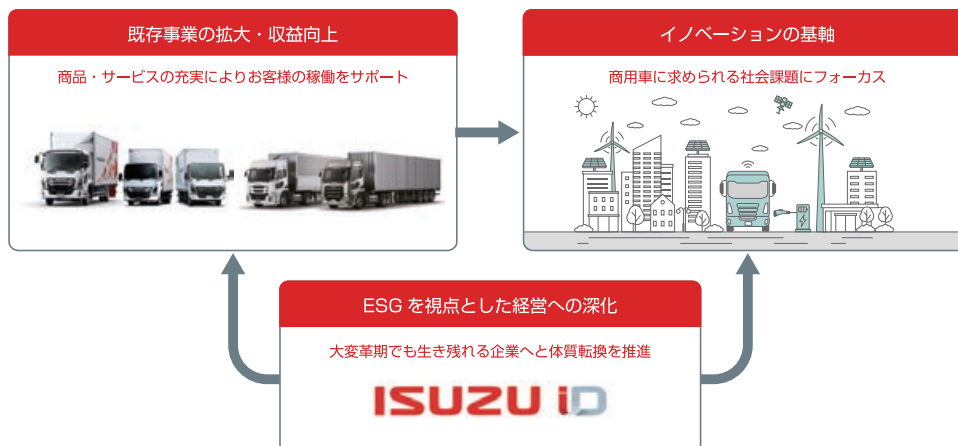 既存事業の拡大・収益向上
商品・サービスの充実によりお客様の稼働をサポート
イノベーションの基軸
商用車に求められる社会課題にフォーカス
ESGを視点とした経営への深化
大変革期でも生き残れる企業へと体質転換を推進
ISUZU iD